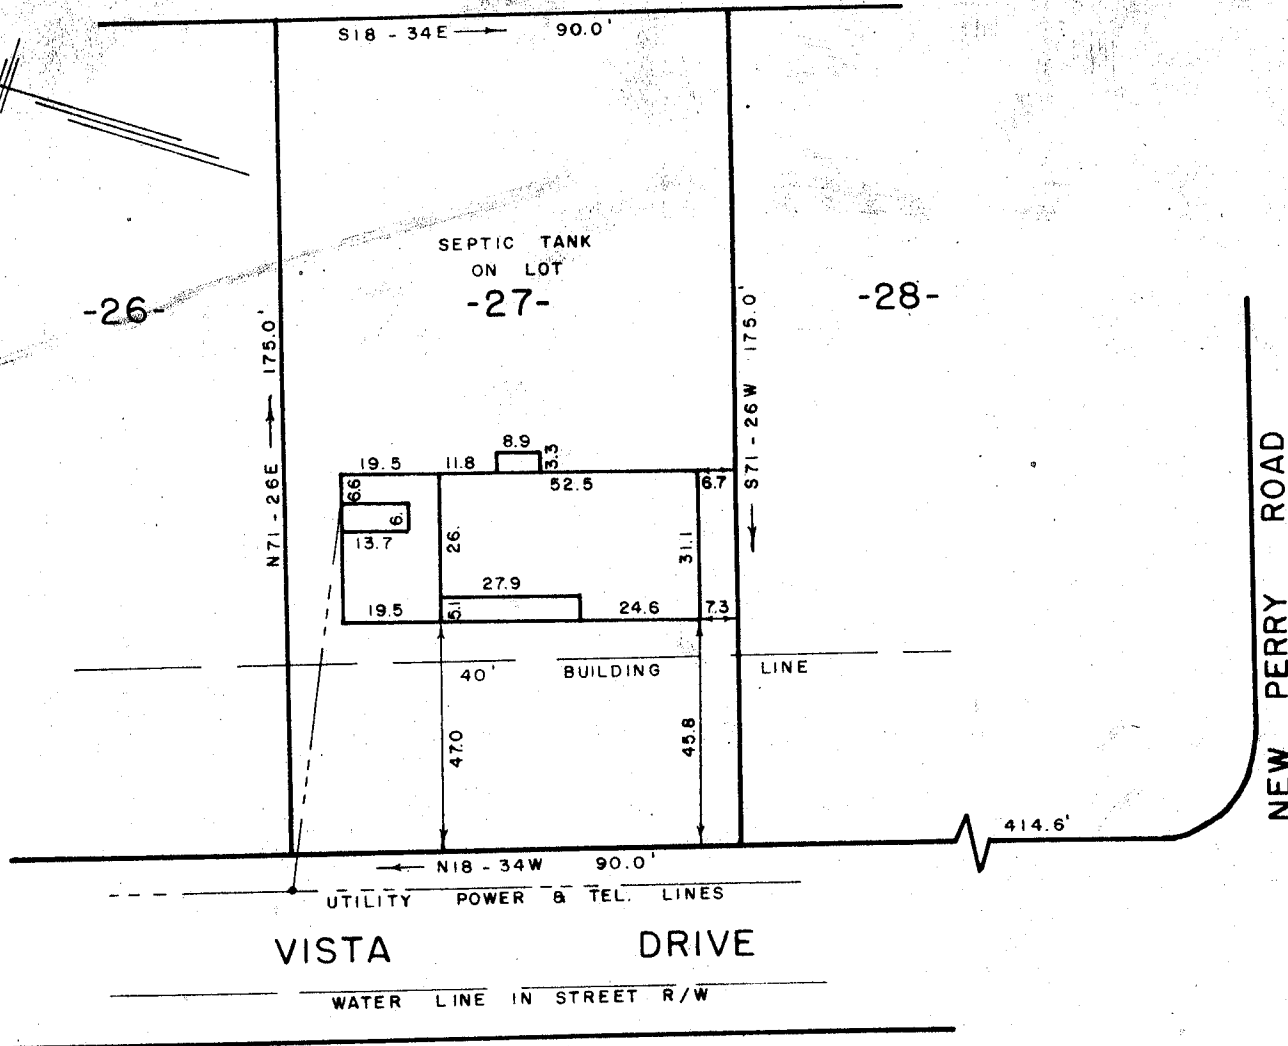 S18 - 34E 90.0'
SEPTIC TANK
ON LOT
-26-
-27-
-28-
N71 - 26E 175.0'
S71 - 26W 175.0'
8.9
3.3
19.5
11.8
52.5
6.7
6.6
6.
13.7
26.
31.1
27.9
19.5
5.1
24.6
7.3
40' BUILDING LINE
47.0
45.8
NEW PERRY ROAD
414.6'
N18 - 34W 90.0'
UTILITY POWER & TEL. LINES
VISTA DRIVE
WATER LINE IN STREET R/W